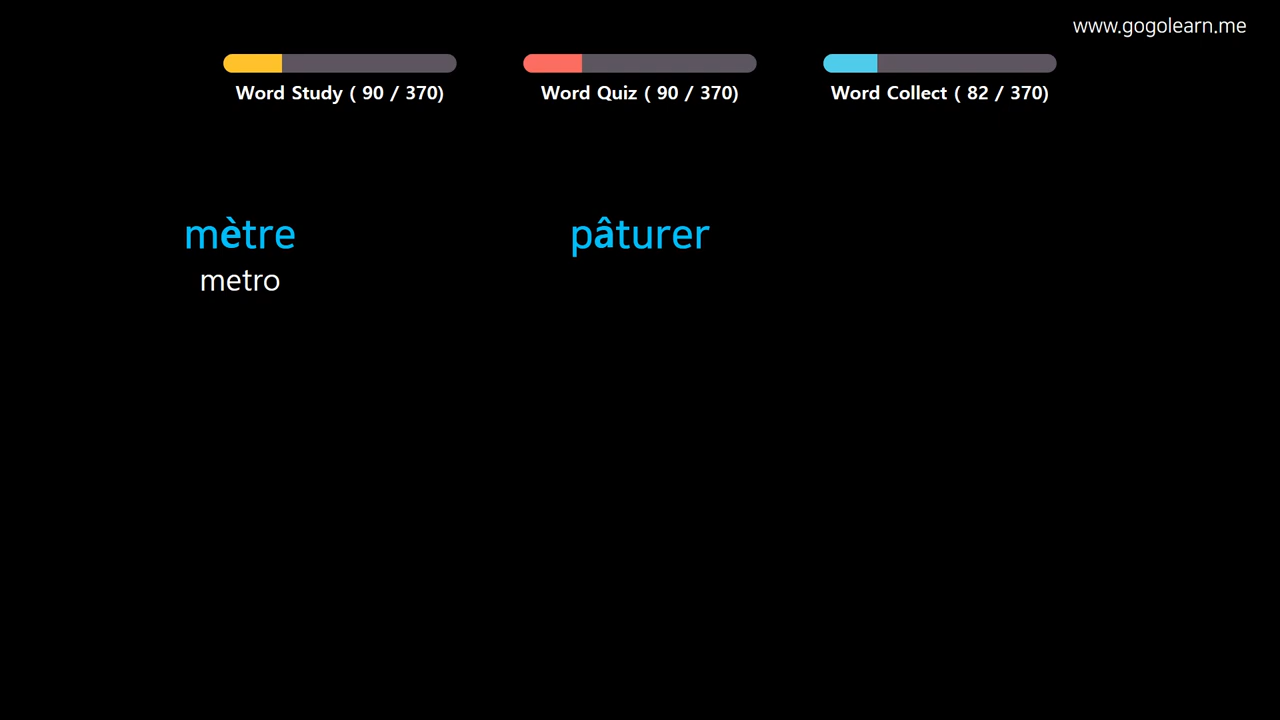 www.gogolearn.me
Word Study ( 90 / 370)
Word Quiz ( 90 / 370)
Word Collect ( 82 / 370)
mètre
metro
pâturer